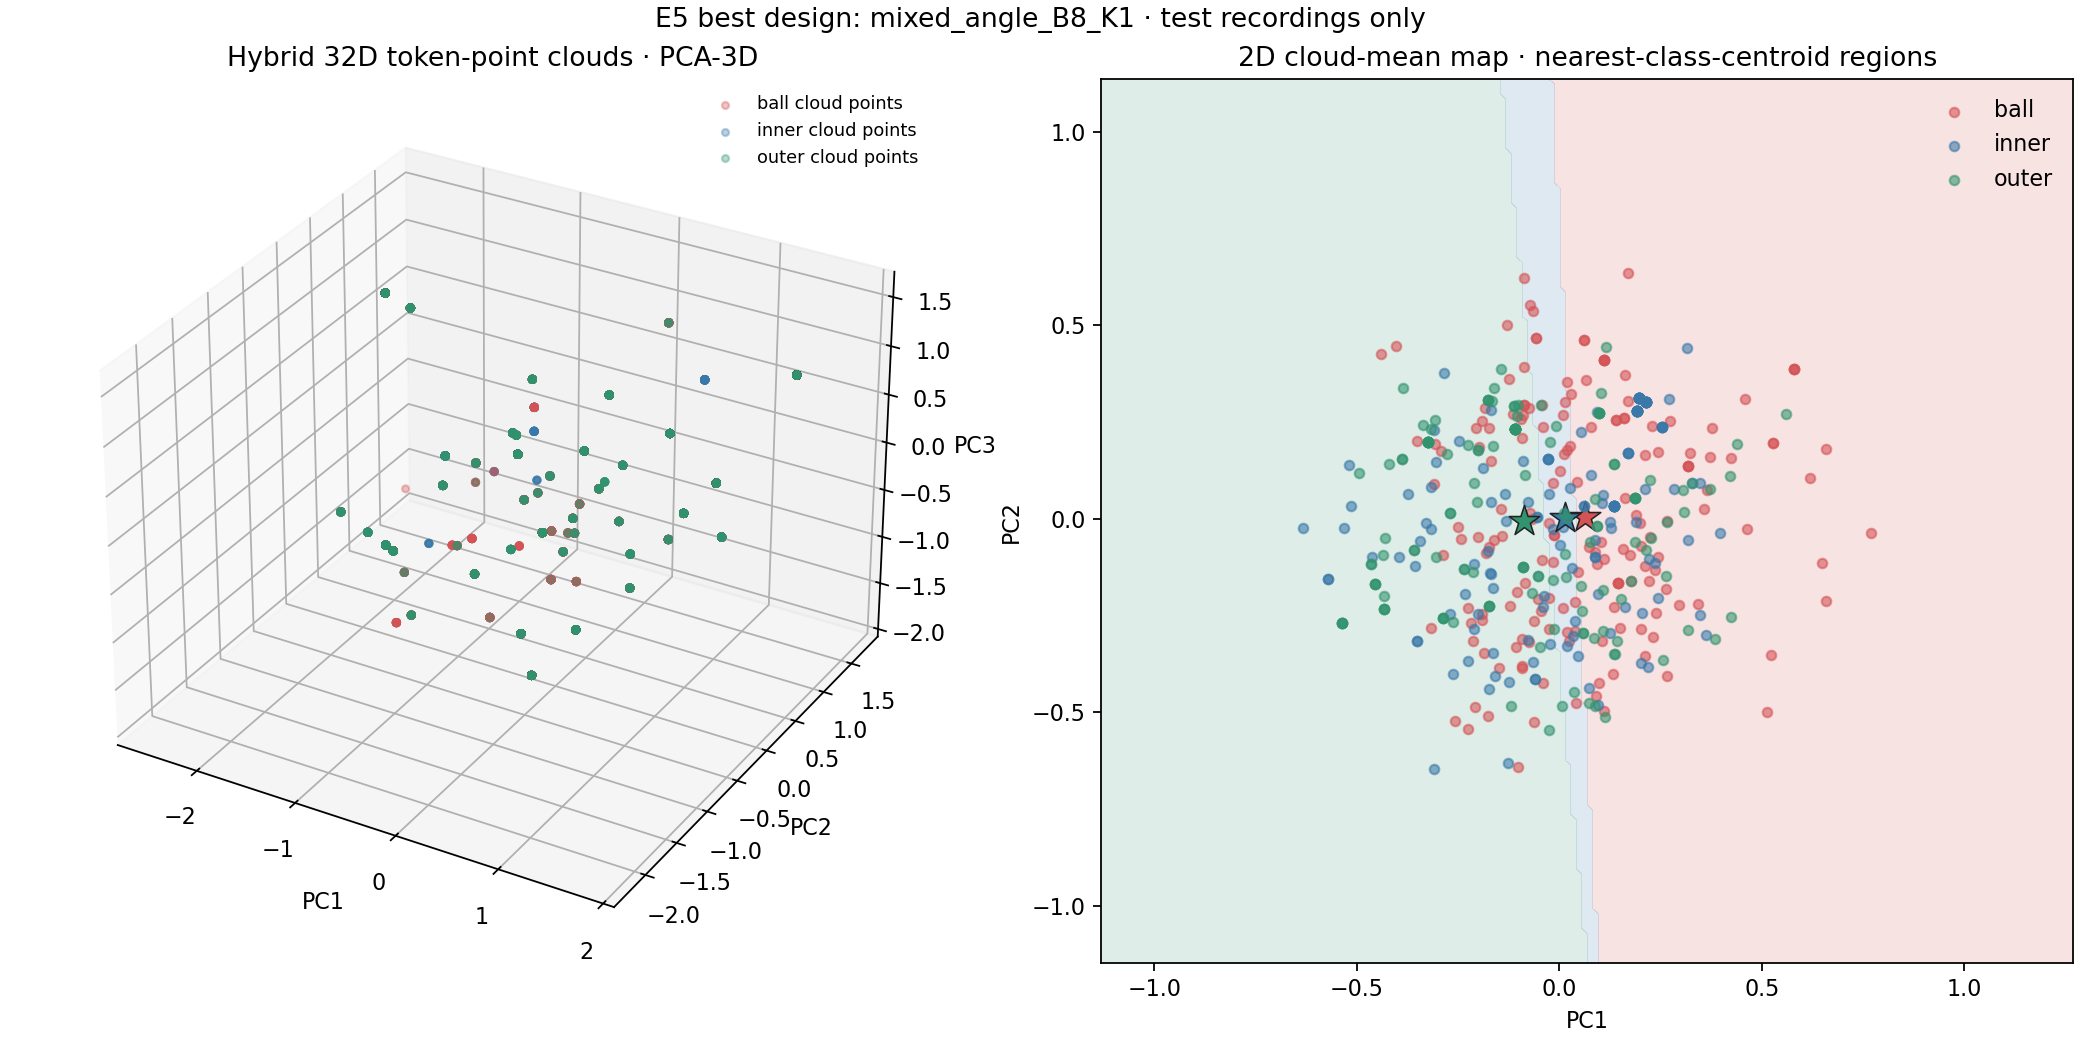 E5 best design: mixed_angle_B8_K1 · test recordings only
Hybrid 32D token-point clouds · PCA-3D
ball cloud points
inner cloud points
outer cloud points
1.5
1.0
0.5
0.0
−0.5
−1.0
−1.5
−2.0
PC3
1.5
1.0
0.5
0.0
−0.5
−1.0
−1.5
−2.0
PC2
−2
−1
0
1
2
PC1
2D cloud-mean map · nearest-class-centroid regions
ball
inner
outer
1.0
0.5
0.0
−0.5
−1.0
PC2
−1.0
−0.5
0.0
0.5
1.0
PC1